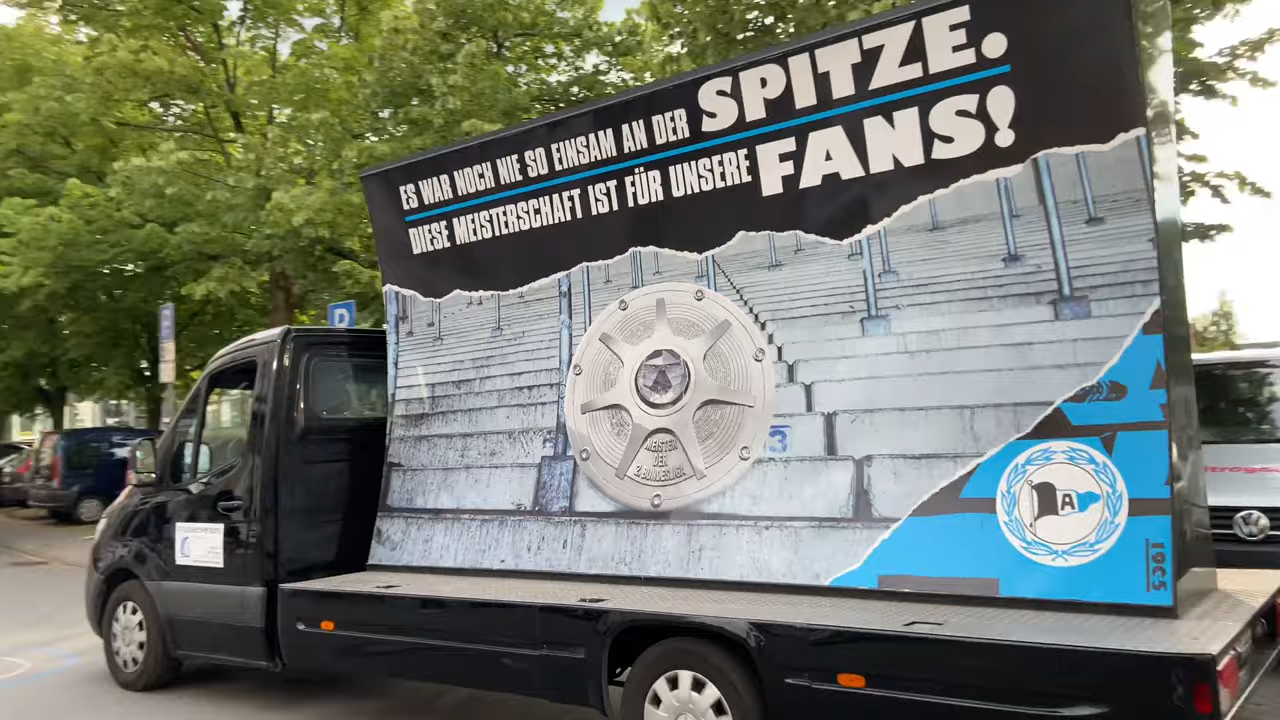 ES WAR NOCH NIE SO EINSAM AN DER SPITZE.
DIESE MEISTERSCHAFT IST FÜR UNSERE FANS!
MEISTER
DER
2. BUNDESLIGA
3
A
1905